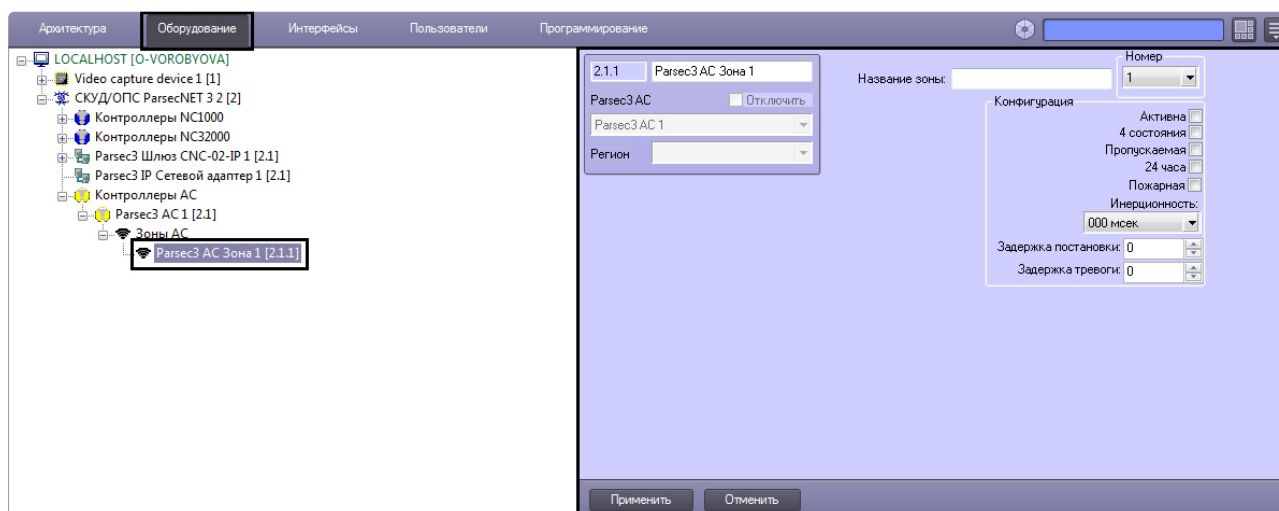 Архитектура Оборудование Интерфейсы Пользователи Программирование
LOCALHOST [O-VOROBYOVA]
Video capture device 1 [1]
СКУД/ОПС ParsecNET 3 2 [2]
Контроллеры NC1000
Контроллеры NC32000
Parsec3 Шлюз CNC-02-IP 1 [2.1]
Parsec3 IP Сетевой адаптер 1 [2.1]
Контроллеры AC
Parsec3 AC 1 [2.1]
Зоны AC
Parsec3 AC Зона 1 [2.1.1]
2.1.1 Parsec3 AC Зона 1
Parsec3 AC Отключить
Parsec3 AC 1
Регион
Название зоны:
Номер
1
Конфигурация
Активна
4 состояния
Пропускаемая
24 часа
Пожарная
Инерционность:
000 мсек
Задержка постановки: 0
Задержка тревоги: 0
Применить Отменить